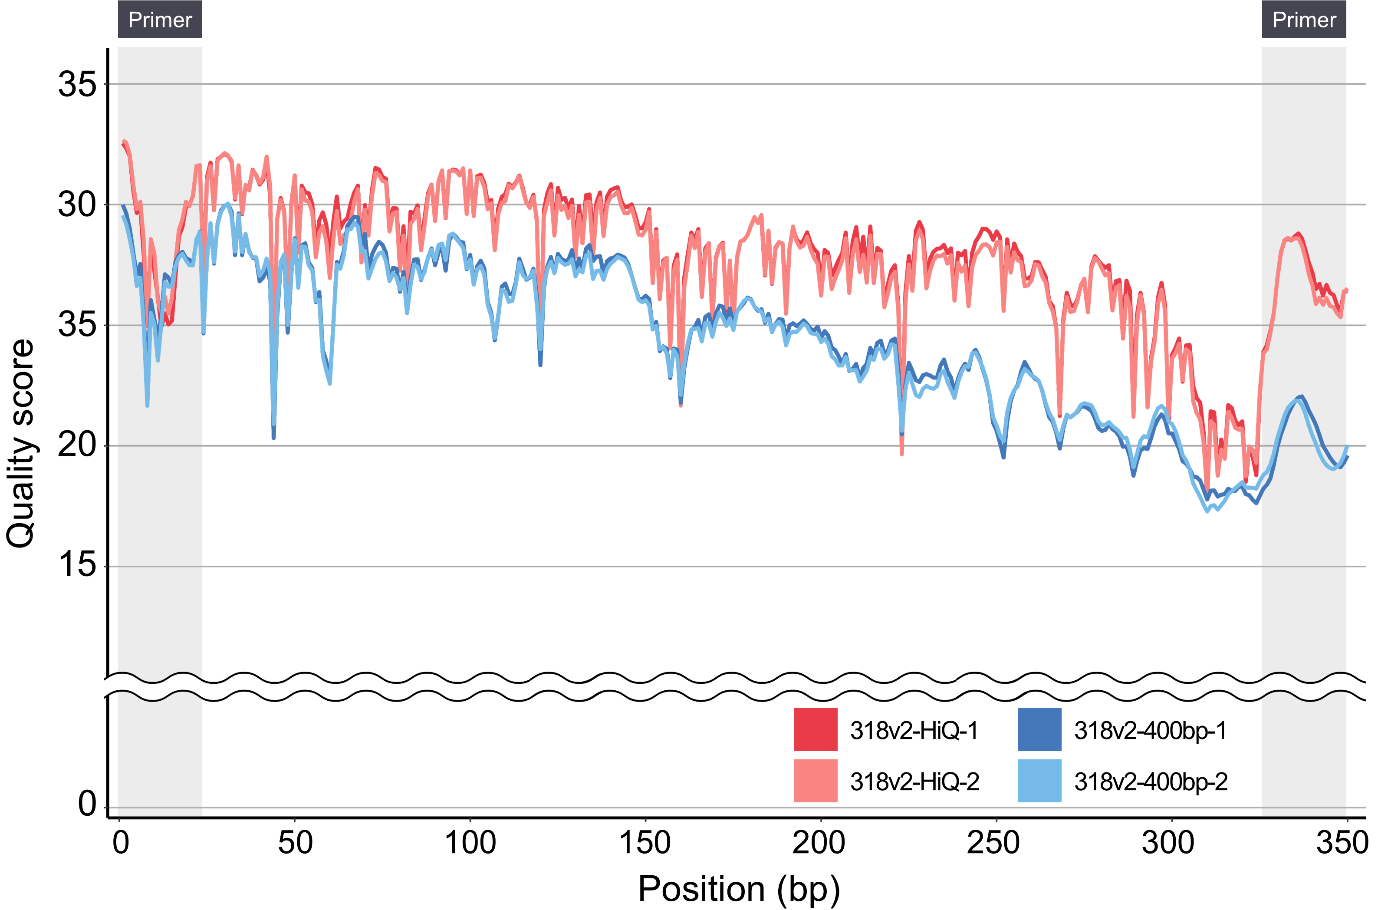 Primer
Primer
35
30
35
20
15
0
Quality score
318v2-HiQ-1
318v2-400bp-1
318v2-HiQ-2
318v2-400bp-2
0
50
100
150
200
250
300
350
Position (bp)